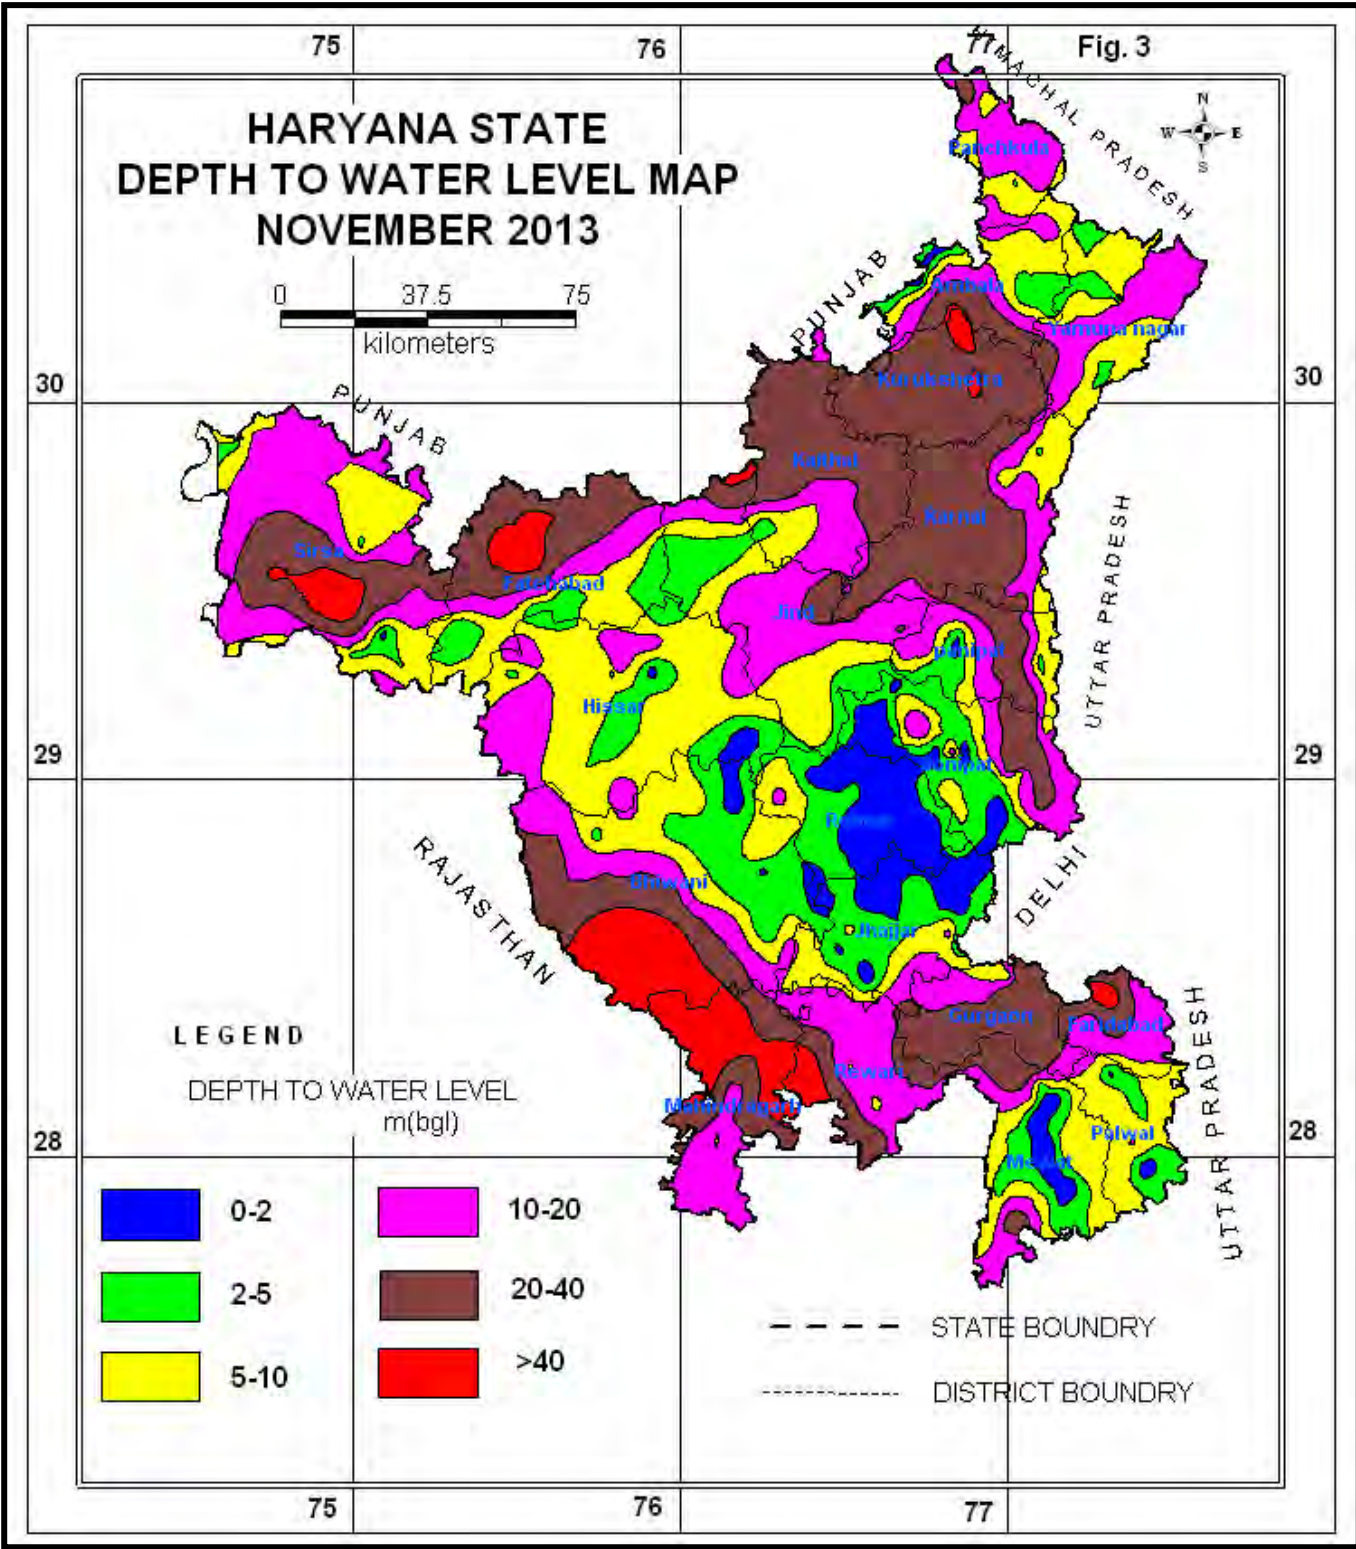 75
76
77
Fig. 3
HIMACHAL PRADESH
HARYANA STATE
DEPTH TO WATER LEVEL MAP
NOVEMBER 2013
N
W
E
S
0 37.5 75
kilometers
Panchkula
PUNJAB
Ambala
Yamuna nagar
30
30
PUNJAB
Kurukshetra
Kaithal
Karnal
UTTAR PRADESH
Sirsa
Fatehabad
Jind
panipat
Hissar
29
29
Sonipat
RAJASTHAN
Bhiwani
DELHI
Jhajjar
LEGEND
Gurgaon
Faridabad
UTTAR PRADESH
DEPTH TO WATER LEVEL
m(bgl)
Rewari
Mahindragarh
28
28
Palwal
Mewat
0-2
10-20
2-5
20-40
5-10
>40
STATE BOUNDRY
DISTRICT BOUNDRY
75
76
77